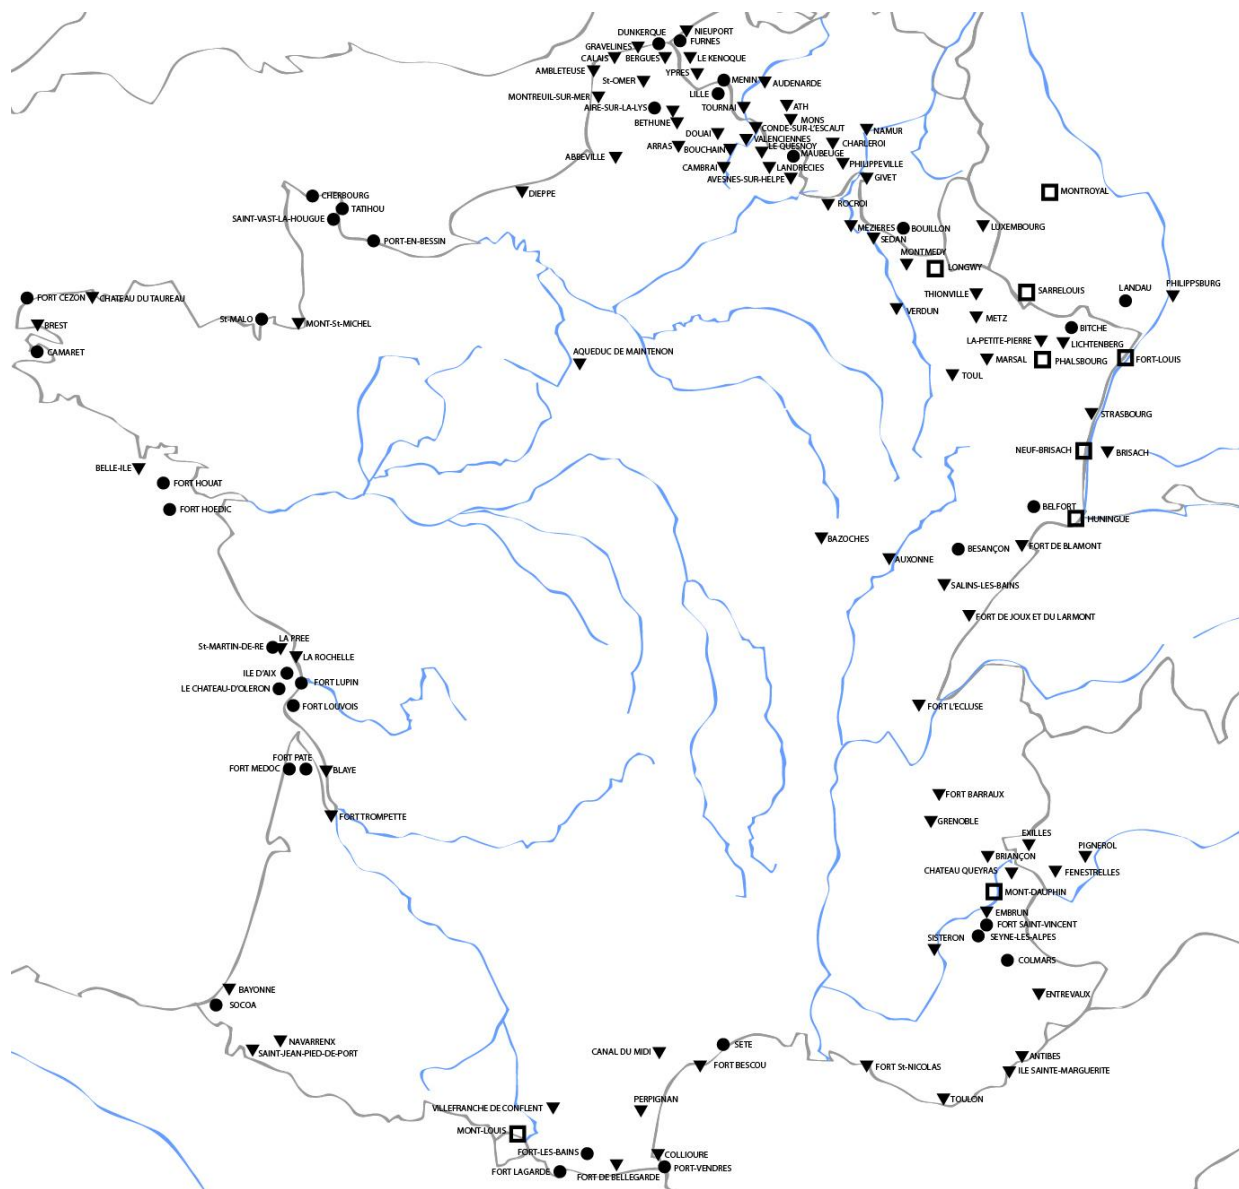 DUNKERQUE
NIEUPORT
FURNES
GRAVELINES
CALAIS
BERGUES
LE KENOQUE
AMBLETEUSE
YPRES
St-OMER
MENIN
AUDENARDE
MONTREUIL-SUR-MER
LILLE
AIRE-SUR-LA-LYS
TOURNAI
ATH
BETHUNE
MONS
CONDE-SUR-L'ESCAUT
NAMUR
DOUAI
VALENCIENNES
ARRAS
BOUCHAIN
LE QUESNOY
CHARLEROI
MAUBEUGE
ABBEVILLE
CAMBRAI
LANDRECIES
PHILIPPEVILLE
AVESNES-SUR-HELPE
GIVET
DIEPPE
MONTROYAL
CHERBOURG
TATIHOU
SAINT-VAST-LA-HOUGUE
ROCROI
PORT-EN-BESSIN
MEZIERES
BOUILLON
LUXEMBOURG
SEDAN
MONTMEDY
LONGWY
FORT CEZON
CHATEAU DU TAUREAU
THIONVILLE
SARRELOUIS
LANDAU
PHILIPPSBURG
VERDUN
METZ
St-MALO
MONT-St-MICHEL
BREST
BITCHE
LA-PETITE-PIERRE
LICHTENBERG
CAMARET
AQUEDUC DE MAINTENON
MARSAL
PHALSBOURG
FORT-LOUIS
TOUL
STRASBOURG
NEUF-BRISACH
BRISACH
BELLE-ILE
FORT HOUAT
FORT HOEDIC
BELFORT
HUNINGUE
BAZOCHES
BESANÇON
FORT DE BLAMONT
AUXONNE
SALINS-LES-BAINS
FORT DE JOUX ET DU LARMONT
LA PREE
St-MARTIN-DE-RE
LA ROCHELLE
ILE D'AIX
FORT LUPIN
LE CHATEAU-D'OLERON
FORT LOUVOIS
FORT L'ECLUSE
FORT PATE
FORT MEDOC
BLAYE
FORT BARRAUX
FORT TROMPETTE
GRENOBLE
EXILLES
PIGNEROL
BRIANÇON
CHATEAU QUEYRAS
FENESTRELLES
MONT-DAUPHIN
EMBRUN
FORT SAINT-VINCENT
SISTERON
SEYNE-LES-ALPES
COLMARS
BAYONNE
ENTREVAUX
SOCOA
NAVARRENX
SAINT-JEAN-PIED-DE-PORT
CANAL DU MIDI
SETE
FORT BESCOU
FORT St-NICOLAS
ANTIBES
ILE SAINTE-MARGUERITE
TOULON
VILLEFRANCHE DE CONFLENT
PERPIGNAN
MONT-LOUIS
FORT-LES-BAINS
COLLIOURE
FORT LAGARDE
FORT DE BELLEGARDE
PORT-VENDRES